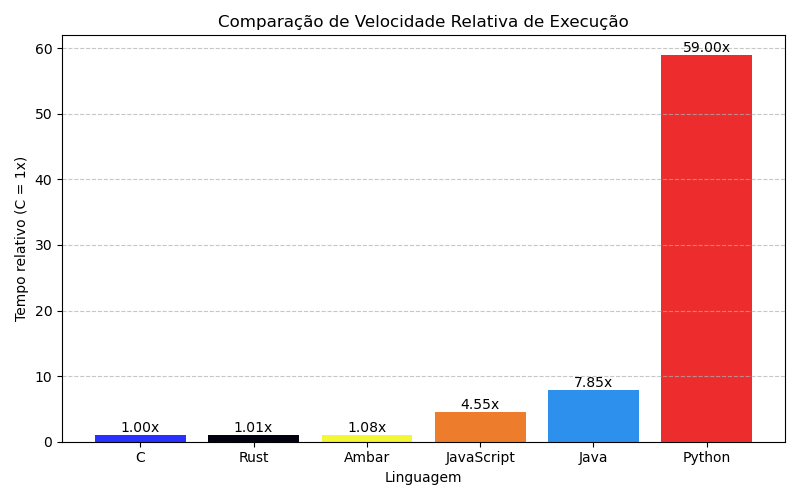 Comparação de Velocidade Relativa de Execução
Tempo relativo (C = 1x)
60
50
40
30
20
10
0
1.00x
1.01x
1.08x
4.55x
7.85x
59.00x
C
Rust
Ambar
JavaScript
Java
Python
Linguagem